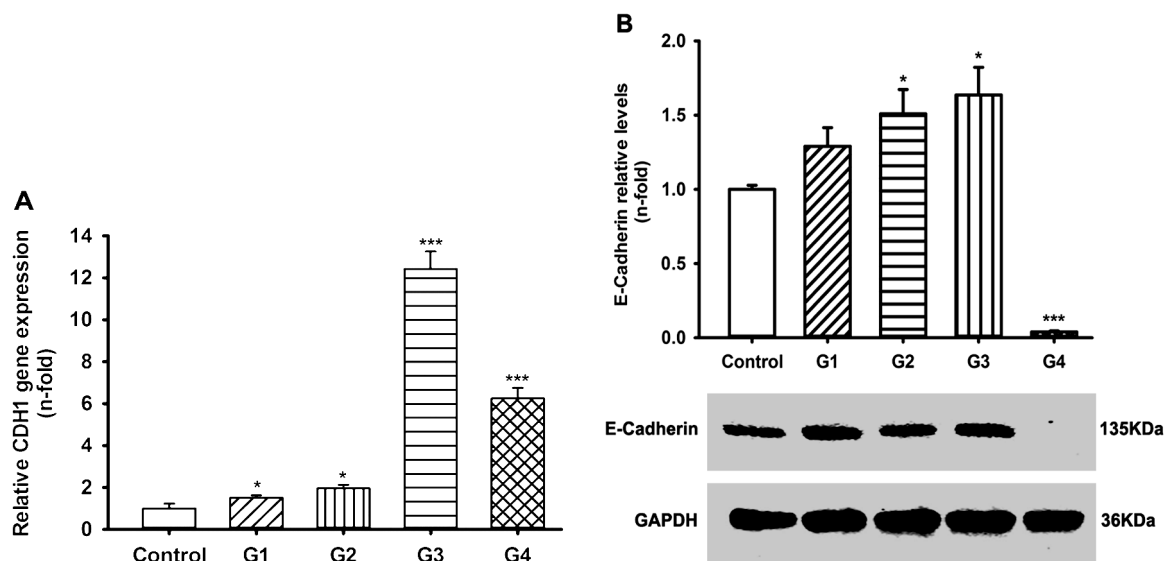 A
Relative CDH1 gene expression
(n-fold)
14
12
10
8
6
4
2
0
*
*
***
***
Control G1 G2 G3 G4
B
E-Cadherin relative levels
(n-fold)
2.0
1.5
1.0
0.5
0.0
*
*
***
Control G1 G2 G3 G4
E-Cadherin 135KDa
GAPDH 36KDa